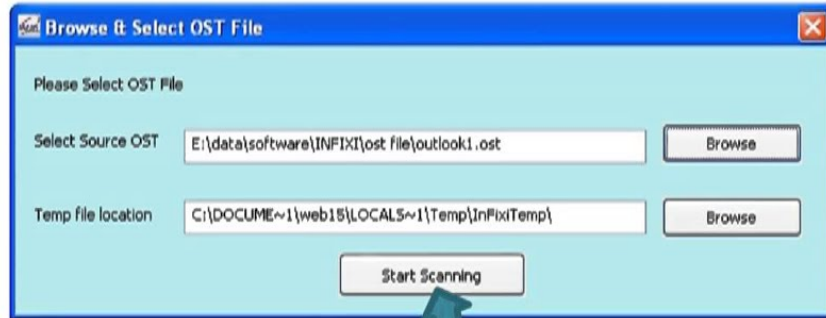 Browse & Select OST File
Please Select OST File
Select Source OST E:\data\software\INFIXI\ost file\outlook1.ost Browse
Temp file location C:\DOCUME~1\web15\LOCALS~1\Temp\InFixiTemp\ Browse
Start Scanning